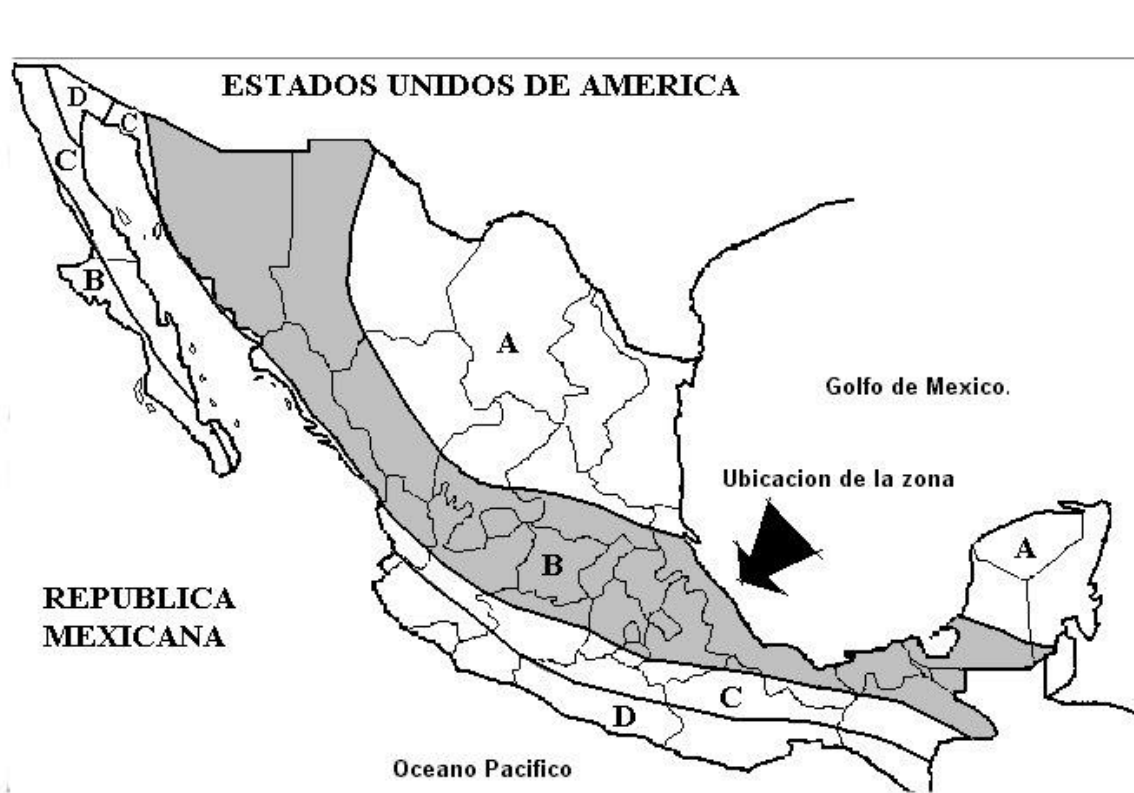 ESTADOS UNIDOS DE AMERICA
D
C
C
B
A
Golfo de Mexico.
Ubicacion de la zona
A
B
REPUBLICA
MEXICANA
C
D
Oceano Pacifico